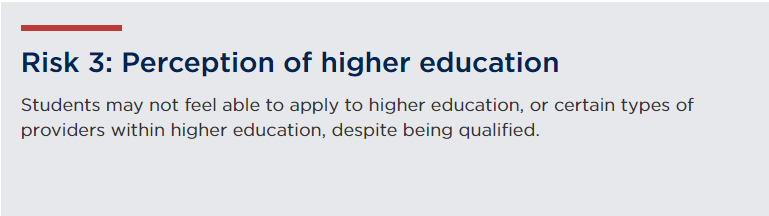 Risk 3: Perception of higher education
Students may not feel able to apply to higher education, or certain types of
providers within higher education, despite being qualified.